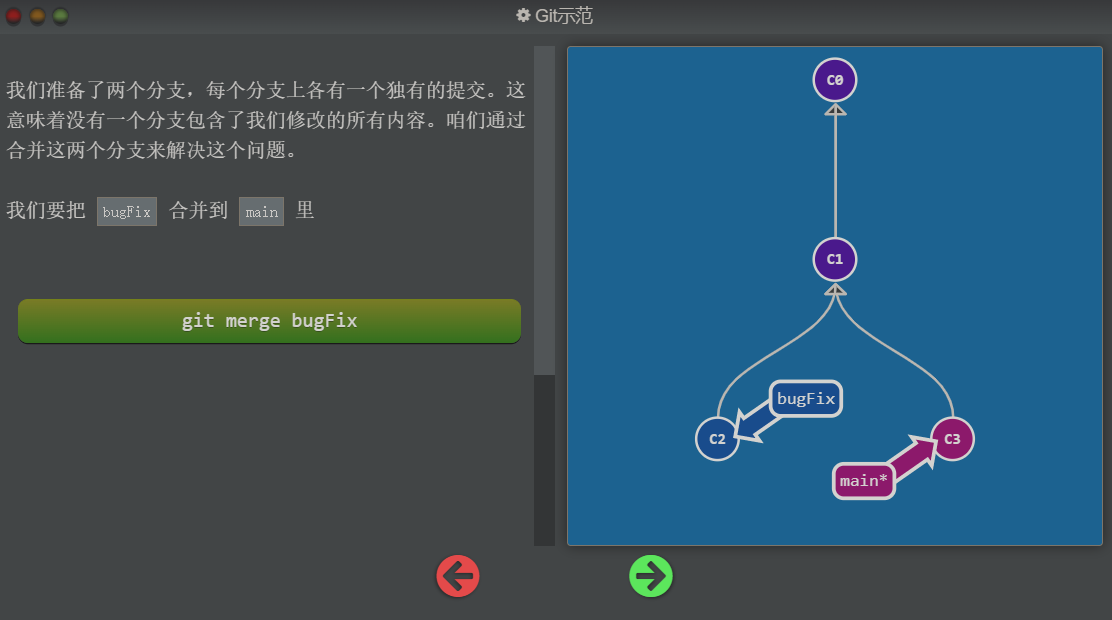 Git示范
我们准备了两个分支，每个分支上各有一个独有的提交。这
意味着没有一个分支包含了我们修改的所有内容。咱们通过
合并这两个分支来解决这个问题。
我们要把 bugFix 合并到 main 里
git merge bugFix
C0
C1
bugFix
C2
C3
main*